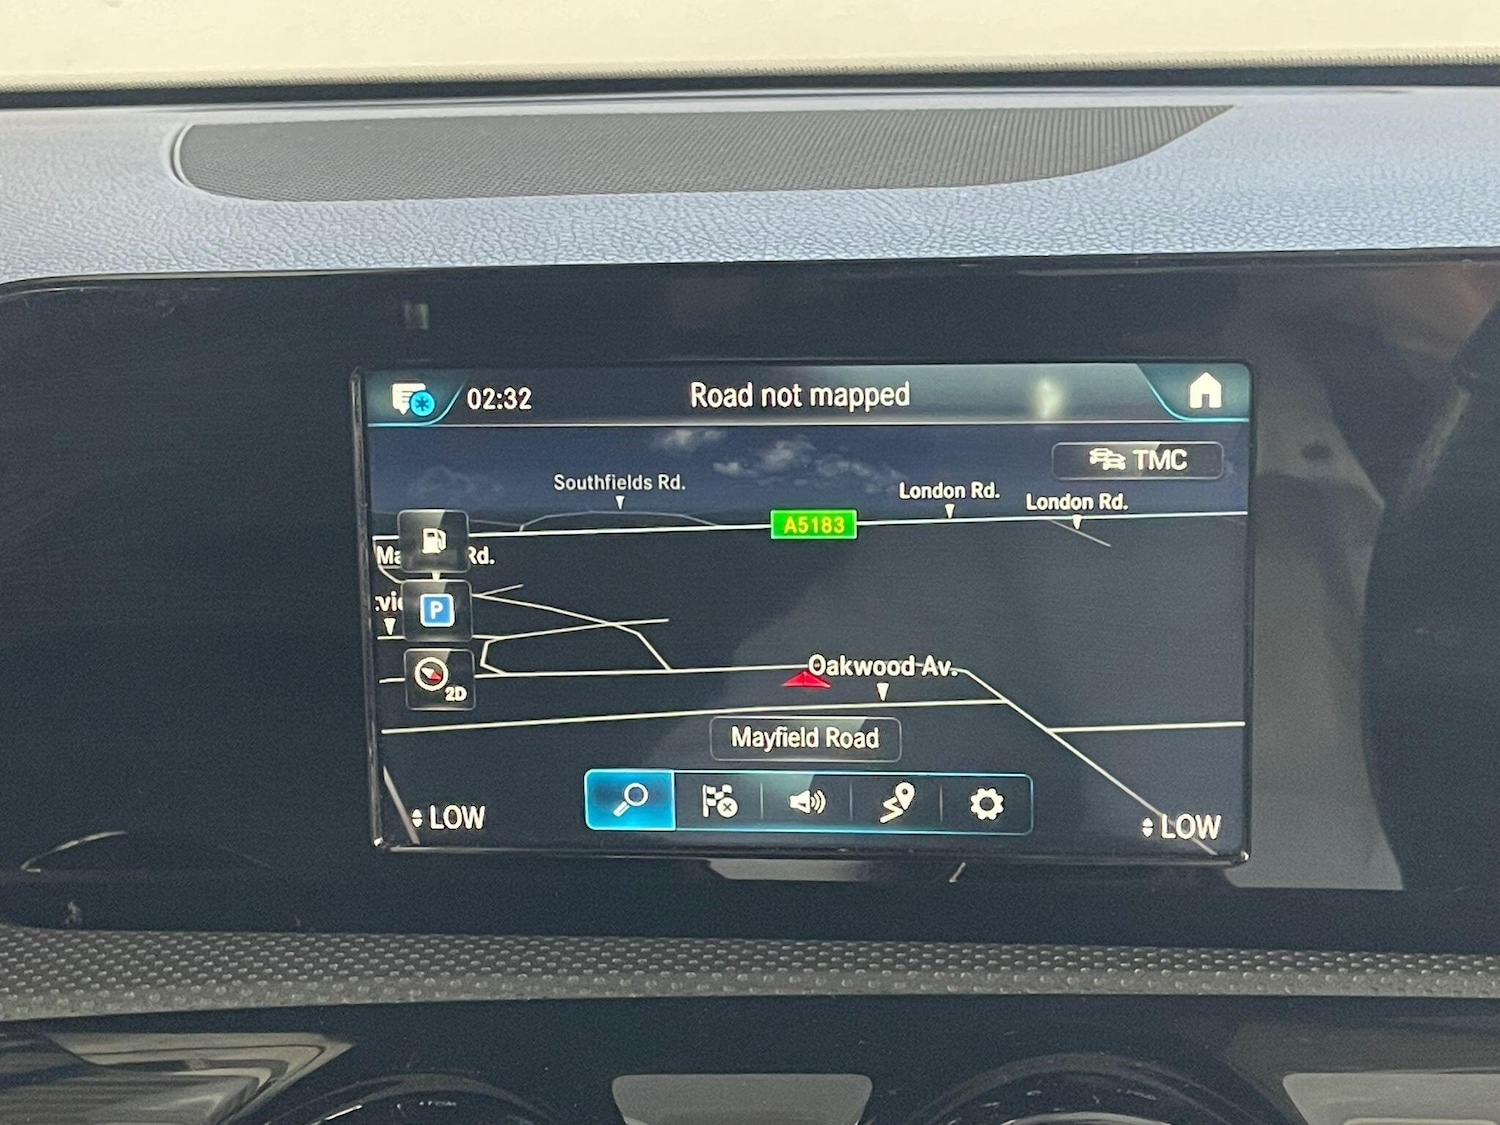 02:32
Road not mapped
TMC
Southfields Rd.
London Rd.
London Rd.
A5183
Rd.
P
Oakwood Av.
2D
Mayfield Road
LOW
LOW